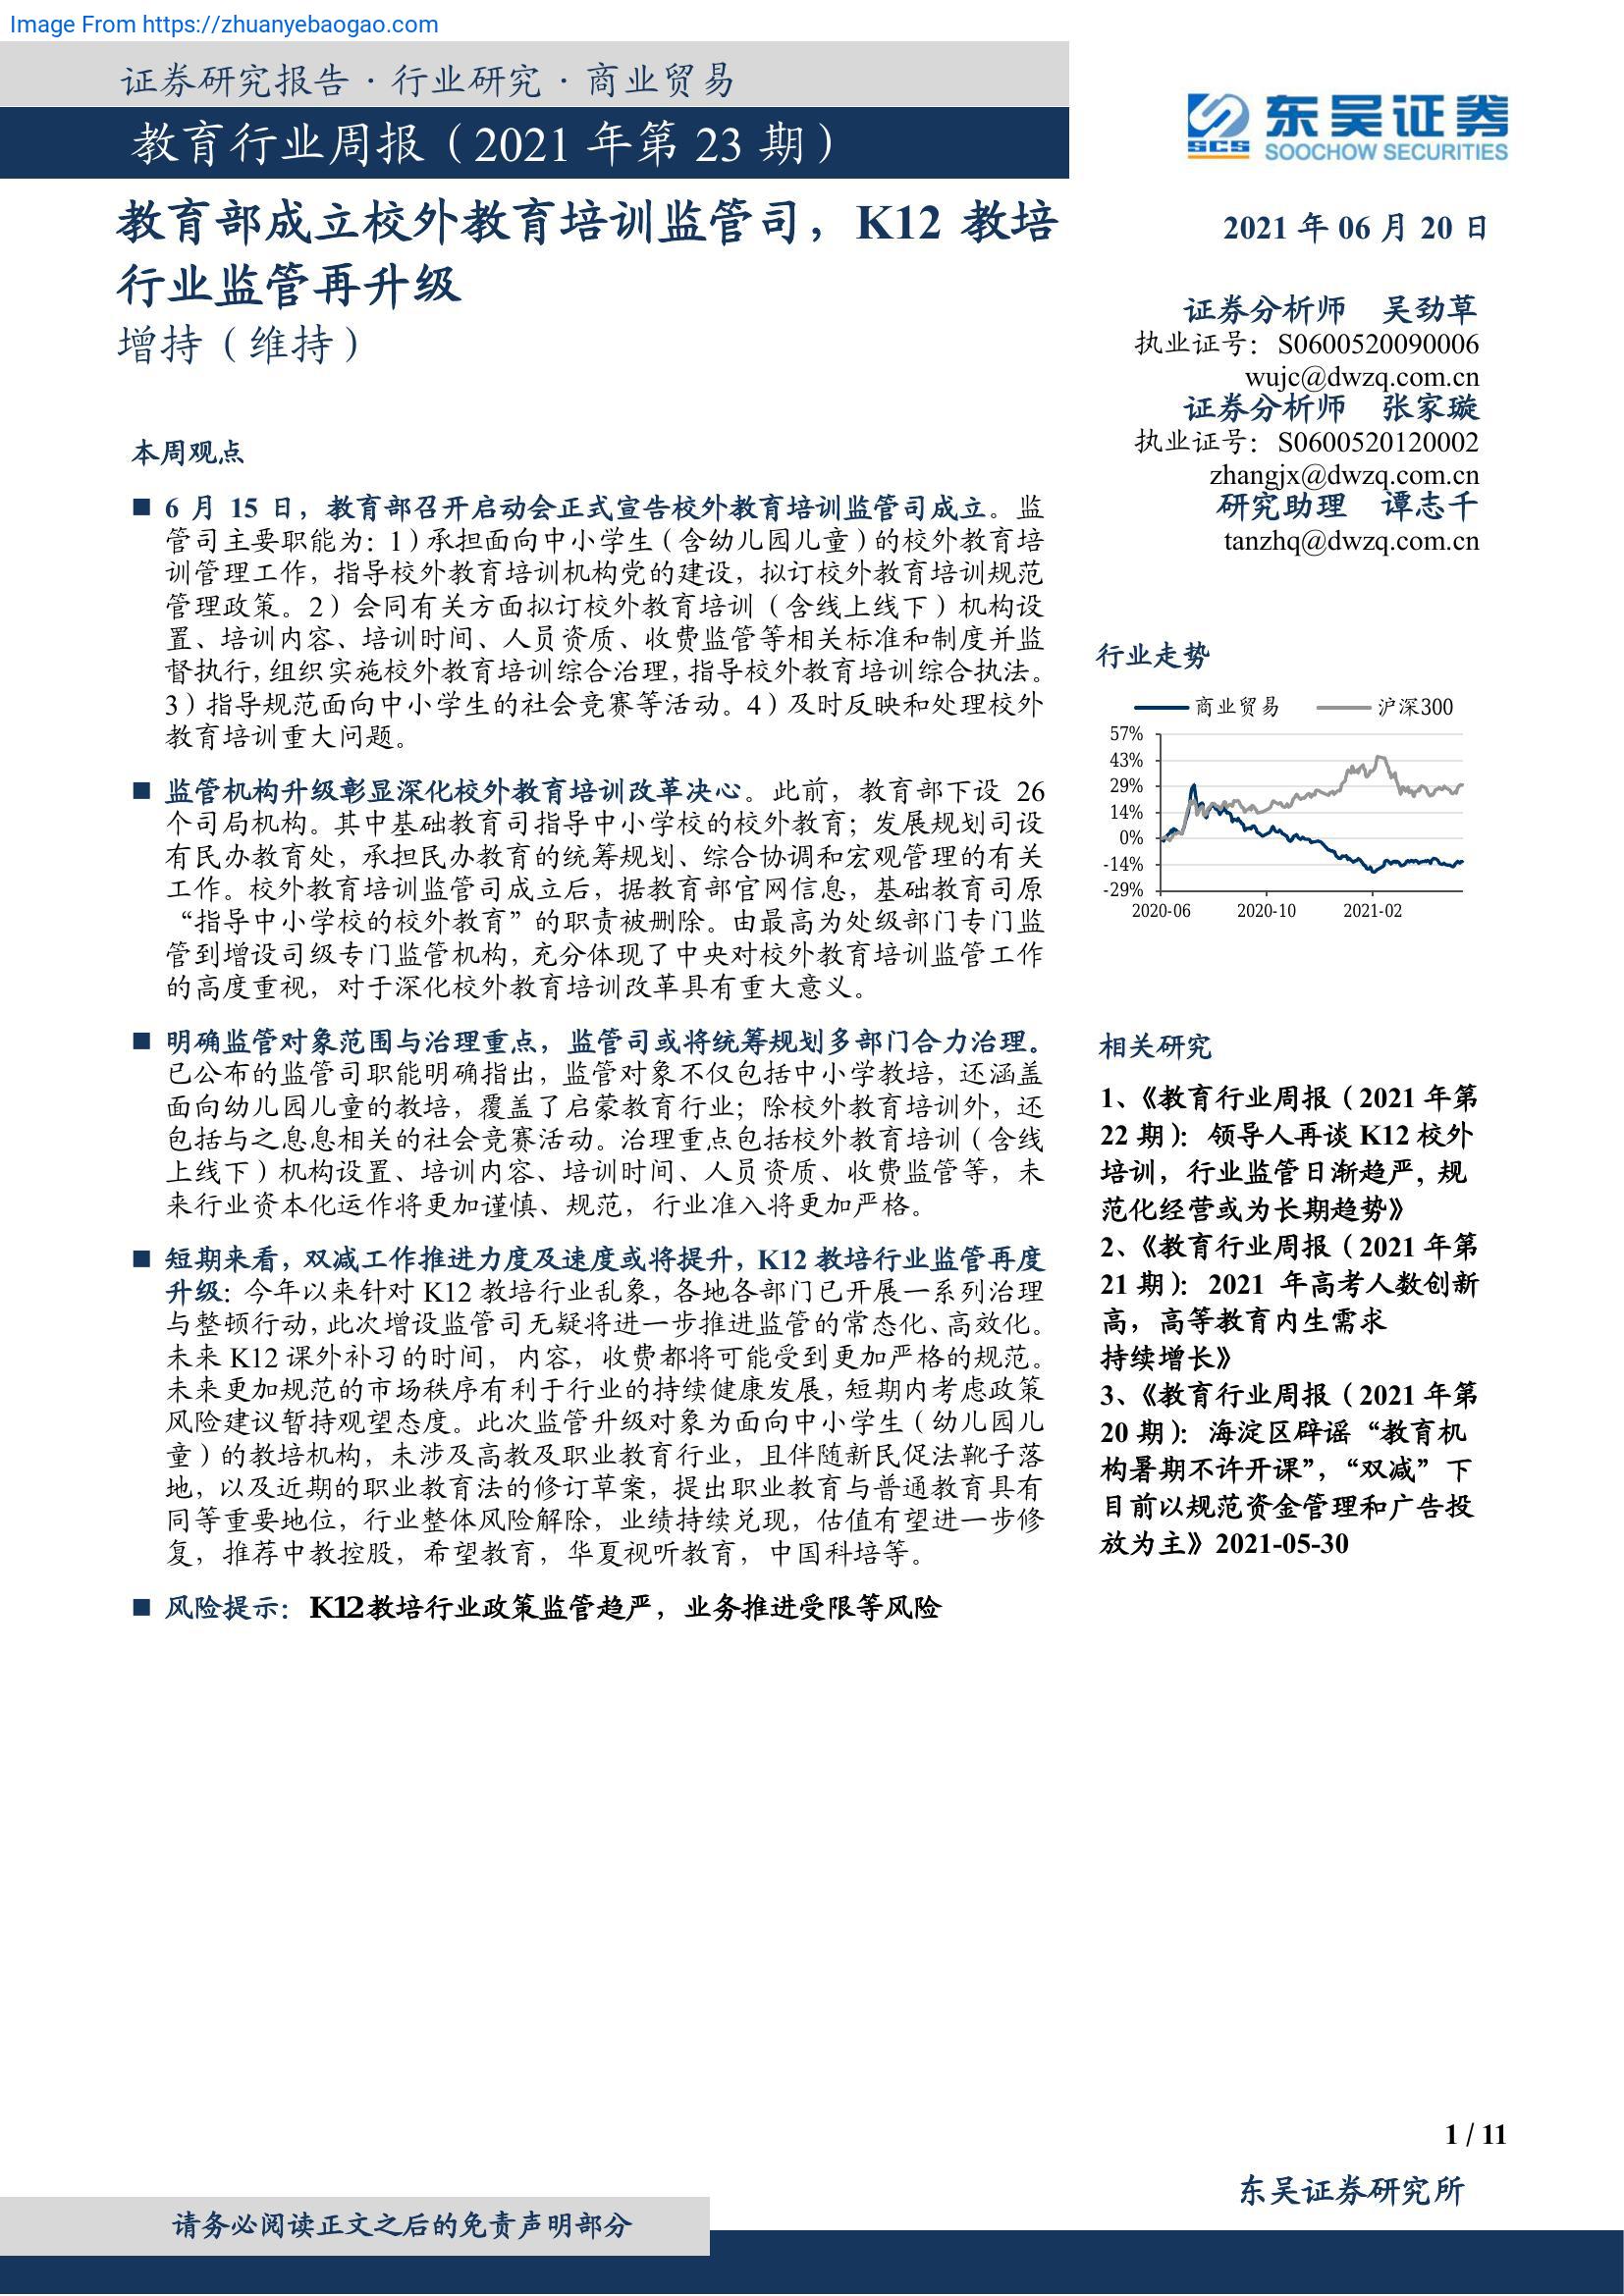 Image From https://zhuanyebaogao.com
证券研究报告·行业研究·商业贸易
教育行业周报（2021 年第 23 期）
东吴证券
SCS
SOOCHOW SECURITIES
教育部成立校外教育培训监管司，K12 教培
行业监管再升级
增持（维持）
2021 年 06 月 20 日
证券分析师 吴劲草
执业证号：S0600520090006
wujc@dwzq.com.cn
证券分析师 张家璇
执业证号：S0600520120002
zhangjx@dwzq.com.cn
研究助理 谭志千
tanzhq@dwzq.com.cn
本周观点
■ 6 月 15 日，教育部召开启动会正式宣告校外教育培训监管司成立。监
管司主要职能为：1）承担面向中小学生（含幼儿园儿童）的校外教育培
训管理工作，指导校外教育培训机构党的建设，拟订校外教育培训规范
管理政策。2）会同有关方面拟订校外教育培训（含线上线下）机构设
置、培训内容、培训时间、人员资质、收费监管等相关标准和制度并监
督执行，组织实施校外教育培训综合治理，指导校外教育培训综合执法。
3）指导规范面向中小学生的社会竞赛等活动。4）及时反映和处理校外
教育培训重大问题。
■ 监管机构升级彰显深化校外教育培训改革决心。此前，教育部下设 26
个司局机构。其中基础教育司指导中小学校的校外教育；发展规划司设
有民办教育处，承担民办教育的统筹规划、综合协调和宏观管理的有关
工作。校外教育培训监管司成立后，据教育部官网信息，基础教育司原
“指导中小学校的校外教育”的职责被删除。由最高为处级部门专门监
管到增设司级专门监管机构，充分体现了中央对校外教育培训监管工作
的高度重视，对于深化校外教育培训改革具有重大意义。
■ 明确监管对象范围与治理重点，监管司或将统筹规划多部门合力治理。
已公布的监管司职能明确指出，监管对象不仅包括中小学教培，还涵盖
面向幼儿园儿童的教培，覆盖了启蒙教育行业；除校外教育培训外，还
包括与之息息相关的社会竞赛活动。治理重点包括校外教育培训（含线
上线下）机构设置、培训内容、培训时间、人员资质、收费监管等，未
来行业资本化运作将更加谨慎、规范，行业准入将更加严格。
■ 短期来看，双减工作推进力度及速度或将提升，K12 教培行业监管再度
升级：今年以来针对 K12 教培行业乱象，各地各部门已开展一系列治理
与整顿行动，此次增设监管司无疑将进一步推进监管的常态化、高效化。
未来 K12 课外补习的时间，内容，收费都将可能受到更加严格的规范。
未来更加规范的市场秩序有利于行业的持续健康发展，短期内考虑政策
风险建议暂持观望态度。此次监管升级对象为面向中小学生（幼儿园儿
童）的教培机构，未涉及高教及职业教育行业，且伴随新民促法靴子落
地，以及近期的职业教育法的修订草案，提出职业教育与普通教育具有
同等重要地位，行业整体风险解除，业绩持续兑现，估值有望进一步修
复，推荐中教控股，希望教育，华夏视听教育，中国科培等。
■ 风险提示：K12教培行业政策监管趋严，业务推进受限等风险
行业走势
商业贸易 沪深300
57%
43%
29%
14%
0%
-14%
-29%
2020-06 2020-10 2021-02
相关研究
1、《教育行业周报（2021 年第
22 期）：领导人再谈 K12 校外
培训，行业监管日渐趋严，规
范化经营或为长期趋势》
2、《教育行业周报（2021 年第
21 期）：2021 年高考人数创新
高，高等教育内生需求
持续增长》
3、《教育行业周报（2021 年第
20 期）：海淀区辟谣“教育机
构暑期不许开课”，“双减”下
目前以规范资金管理和广告投
放为主》2021-05-30
1 / 11
东吴证券研究所
请务必阅读正文之后的免责声明部分